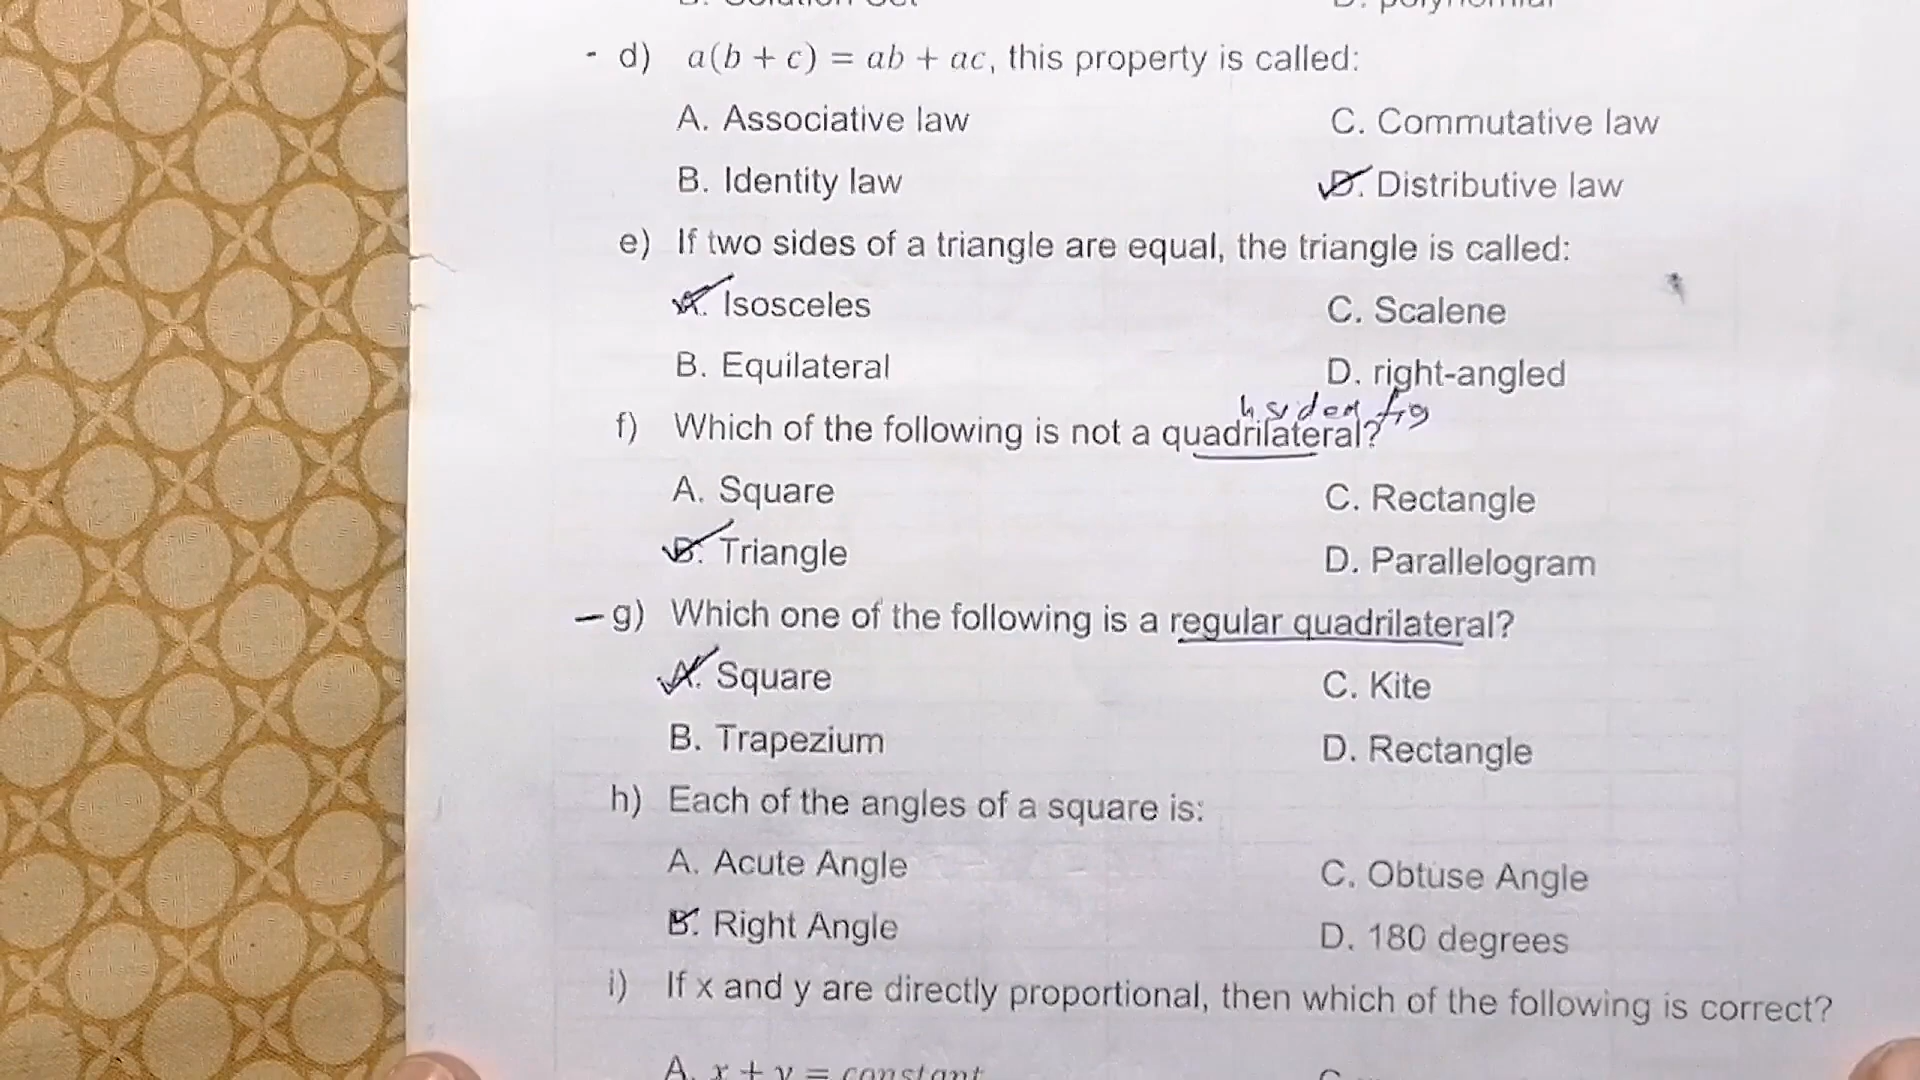 - d) a(b + c) = ab + ac, this property is called:
A. Associative law C. Commutative law
B. Identity law D. Distributive law
e) If two sides of a triangle are equal, the triangle is called:
A. Isosceles C. Scalene
B. Equilateral D. right-angled
f) Which of the following is not a quadrilateral?
A. Square C. Rectangle
B. Triangle D. Parallelogram
- g) Which one of the following is a regular quadrilateral?
A. Square C. Kite
B. Trapezium D. Rectangle
h) Each of the angles of a square is:
A. Acute Angle C. Obtuse Angle
B. Right Angle D. 180 degrees
i) If x and y are directly proportional, then which of the following is correct?
A. x + y = constant